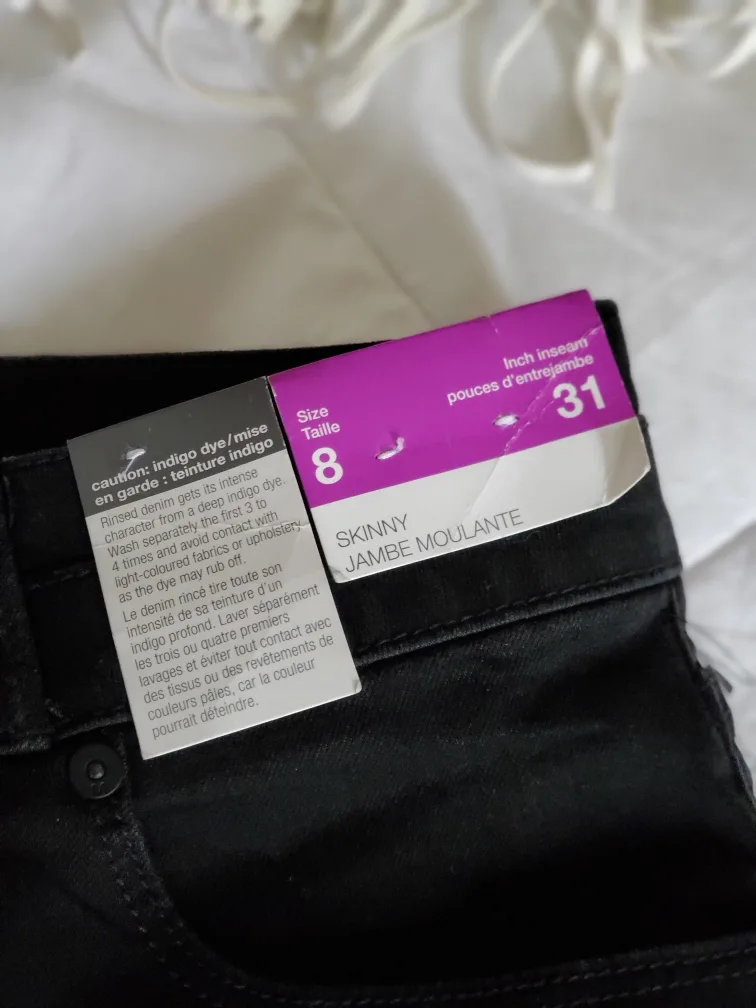 caution: indigo dye/mise
en garde : teinture indigo
Rinsed denim gets its intense
character from a deep indigo dye.
Wash separately the first 3 to
4 times and avoid contact with
light-coloured fabrics or upholstery
as the dye may rub off.
Le denim rincé tire toute son
intensité de sa teinture d'un
indigo profond. Laver séparément
les trois ou quatre premiers
lavages et éviter tout contact avec
des tissus ou des revêtements de
couleurs pâles, car la couleur
pourrait déteindre.
Size
Taille
8
Inch inseam
pouces d'entrejambe
31
SKINNY
JAMBE MOULANTE